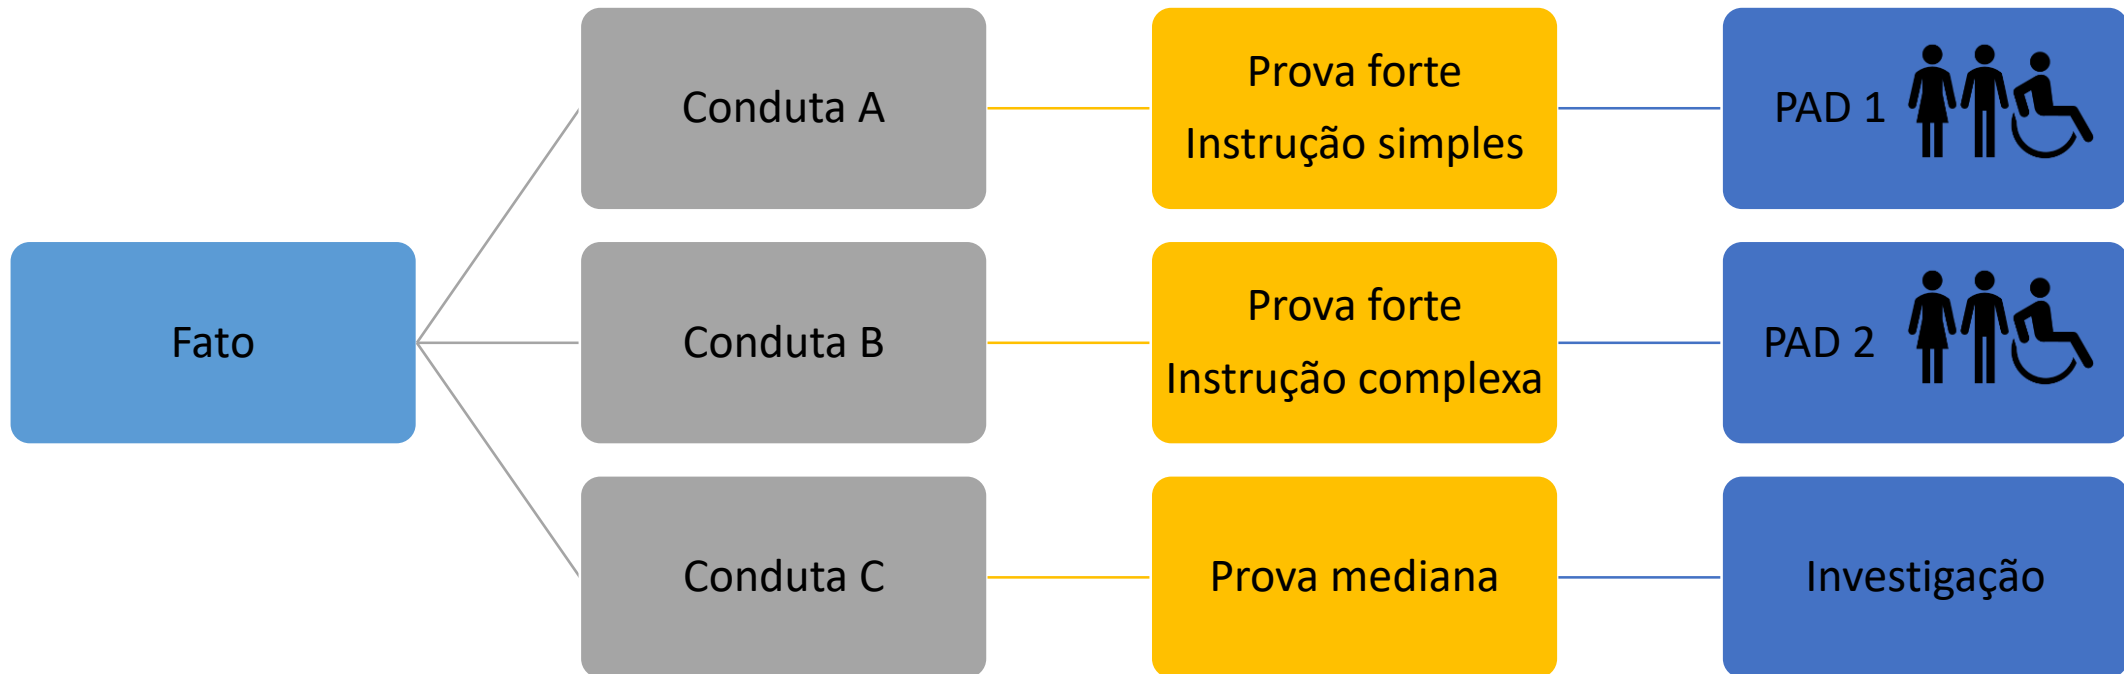 Fato
Conduta A
Prova forte
Instrução simples
PAD 1
Conduta B
Prova forte
Instrução complexa
PAD 2
Conduta C
Prova mediana
Investigação